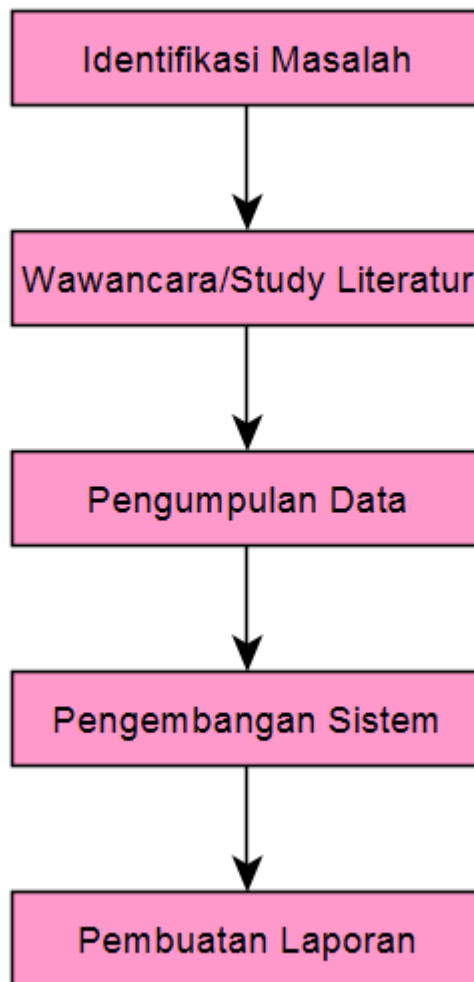 Identifikasi Masalah
Wawancara/Study Literatur
Pengumpulan Data
Pengembangan Sistem
Pembuatan Laporan